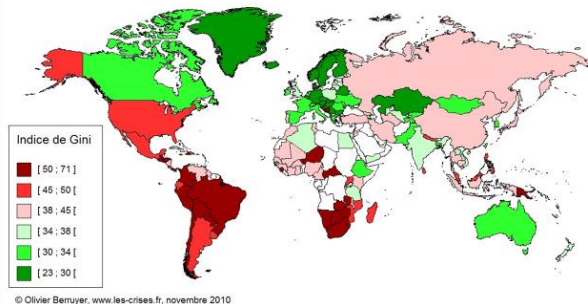 Indice de Gini
[ 50 ; 71 ]
[ 45 ; 50 [
[ 38 ; 45 [
[ 34 ; 38 [
[ 30 ; 34 [
[ 23 ; 30 [
© Olivier Berruyer, www.les-crises.fr, novembre 2010